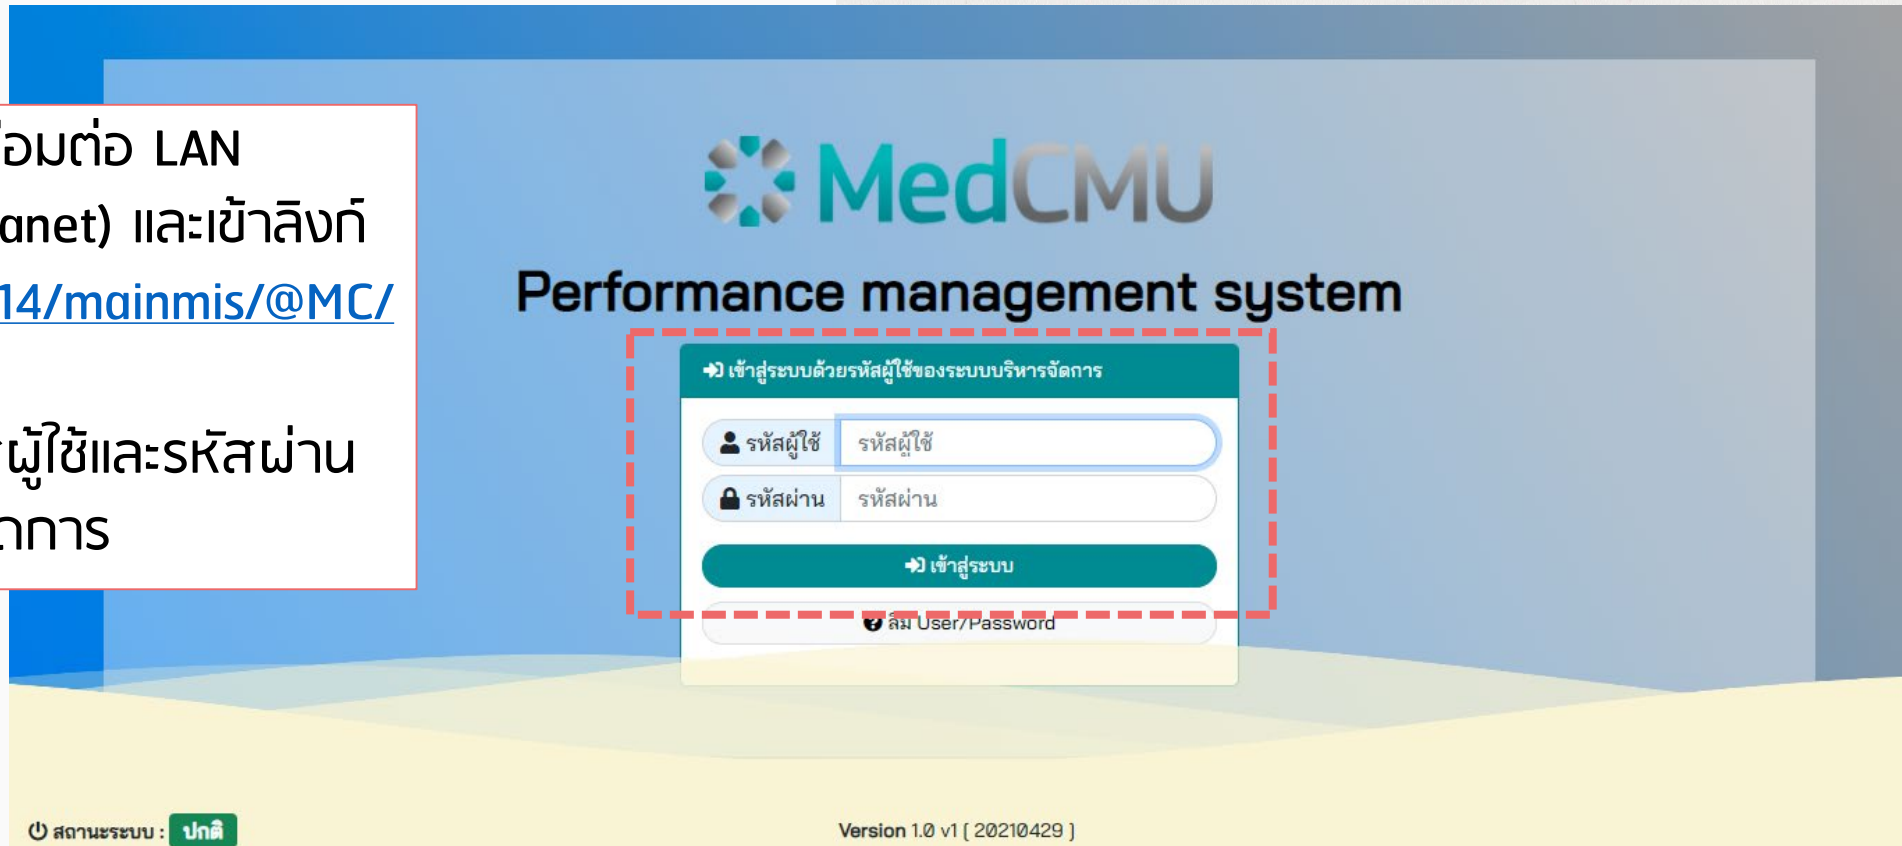 อมต่อ LAN
anet) และเข้าลิงก์
14/mainmis/@MC/
ผู้ใช้และรหัสผ่าน
การ
MedCMU
Performance management system
เข้าสู่ระบบด้วยรหัสผู้ใช้ของระบบบริหารจัดการ
รหัสผู้ใช้ รหัสผู้ใช้
รหัสผ่าน รหัสผ่าน
เข้าสู่ระบบ
ลืม User/Password
สถานะระบบ : ปกติ
Version 1.0 v1 [ 20210429 ]